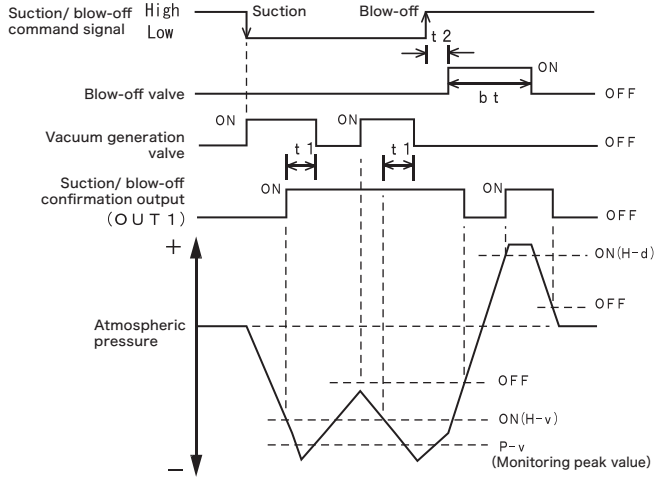 Suction/ blow-off
command signal
High
Low
Suction
Blow-off
t 2
ON
Blow-off valve
b t
OFF
ON
ON
Vacuum generation
valve
t 1
t 1
OFF
Suction/ blow-off
confirmation output
(OUT1)
ON
ON
OFF
+
ON(H-d)
OFF
Atmospheric
pressure
OFF
ON(H-v)
P-v
(Monitoring peak value)
−